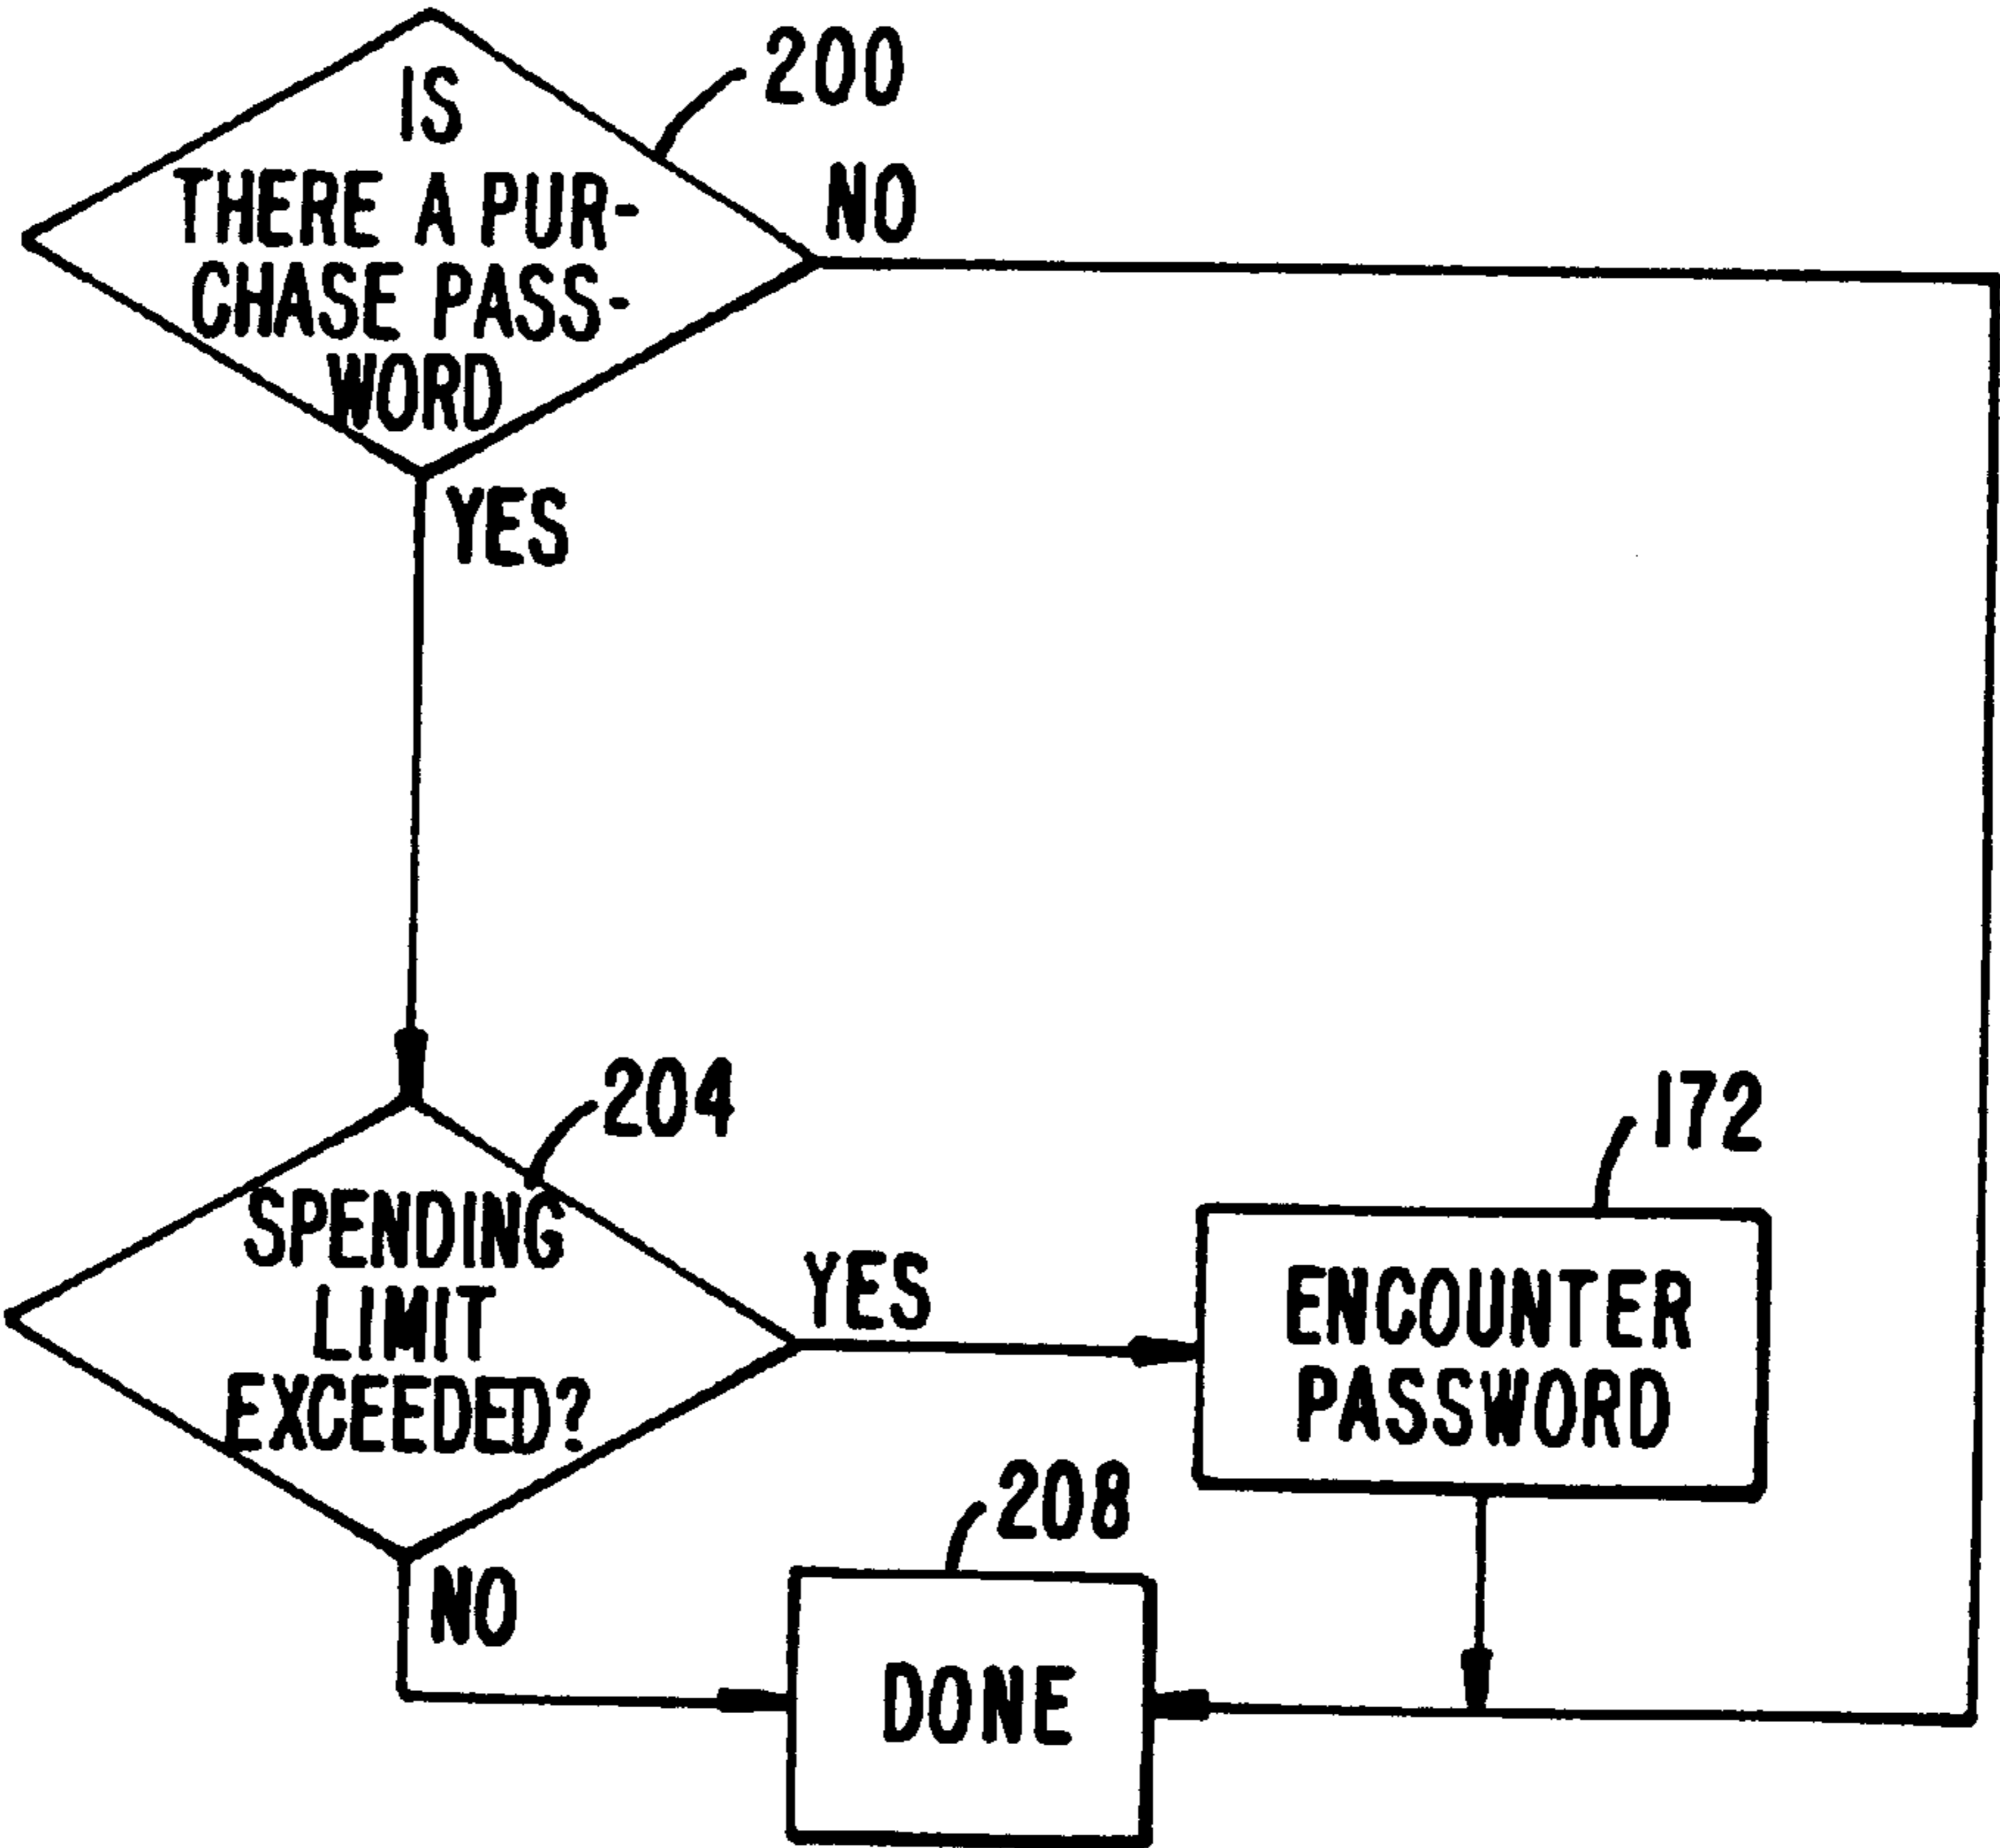 IS
THERE A PUR-
CHASE PASS-
WORD
200
NO
YES
204
SPENDING
LIMIT
EXCEEDED?
YES
172
ENCOUNTER
PASSWORD
NO
208
DONE